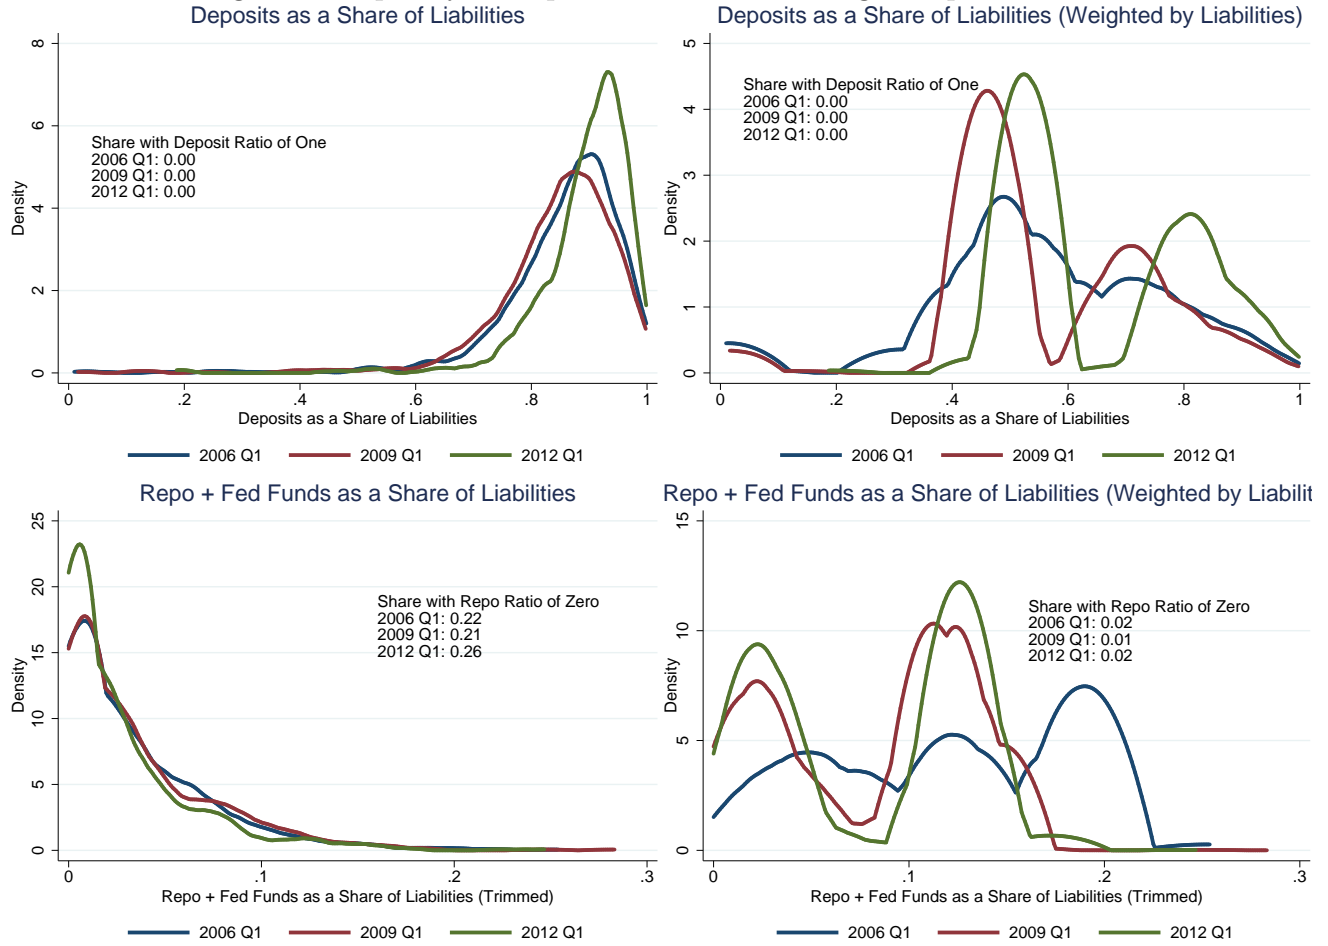 Deposits as a Share of Liabilities
8
6
4
2
0
Density
Share with Deposit Ratio of One
2006 Q1: 0.00
2009 Q1: 0.00
2012 Q1: 0.00
0 .2 .4 .6 .8 1
Deposits as a Share of Liabilities
2006 Q1 2009 Q1 2012 Q1
Deposits as a Share of Liabilities (Weighted by Liabilities)
5
4
3
2
1
0
Density
Share with Deposit Ratio of One
2006 Q1: 0.00
2009 Q1: 0.00
2012 Q1: 0.00
0 .2 .4 .6 .8 1
Deposits as a Share of Liabilities
2006 Q1 2009 Q1 2012 Q1
Repo + Fed Funds as a Share of Liabilities
25
20
15
10
5
0
Density
Share with Repo Ratio of Zero
2006 Q1: 0.22
2009 Q1: 0.21
2012 Q1: 0.26
0 .1 .2 .3
Repo + Fed Funds as a Share of Liabilities (Trimmed)
2006 Q1 2009 Q1 2012 Q1
Repo + Fed Funds as a Share of Liabilities (Weighted by Liabilit
15
10
5
0
Density
Share with Repo Ratio of Zero
2006 Q1: 0.02
2009 Q1: 0.01
2012 Q1: 0.02
0 .1 .2 .3
Repo + Fed Funds as a Share of Liabilities (Trimmed)
2006 Q1 2009 Q1 2012 Q1